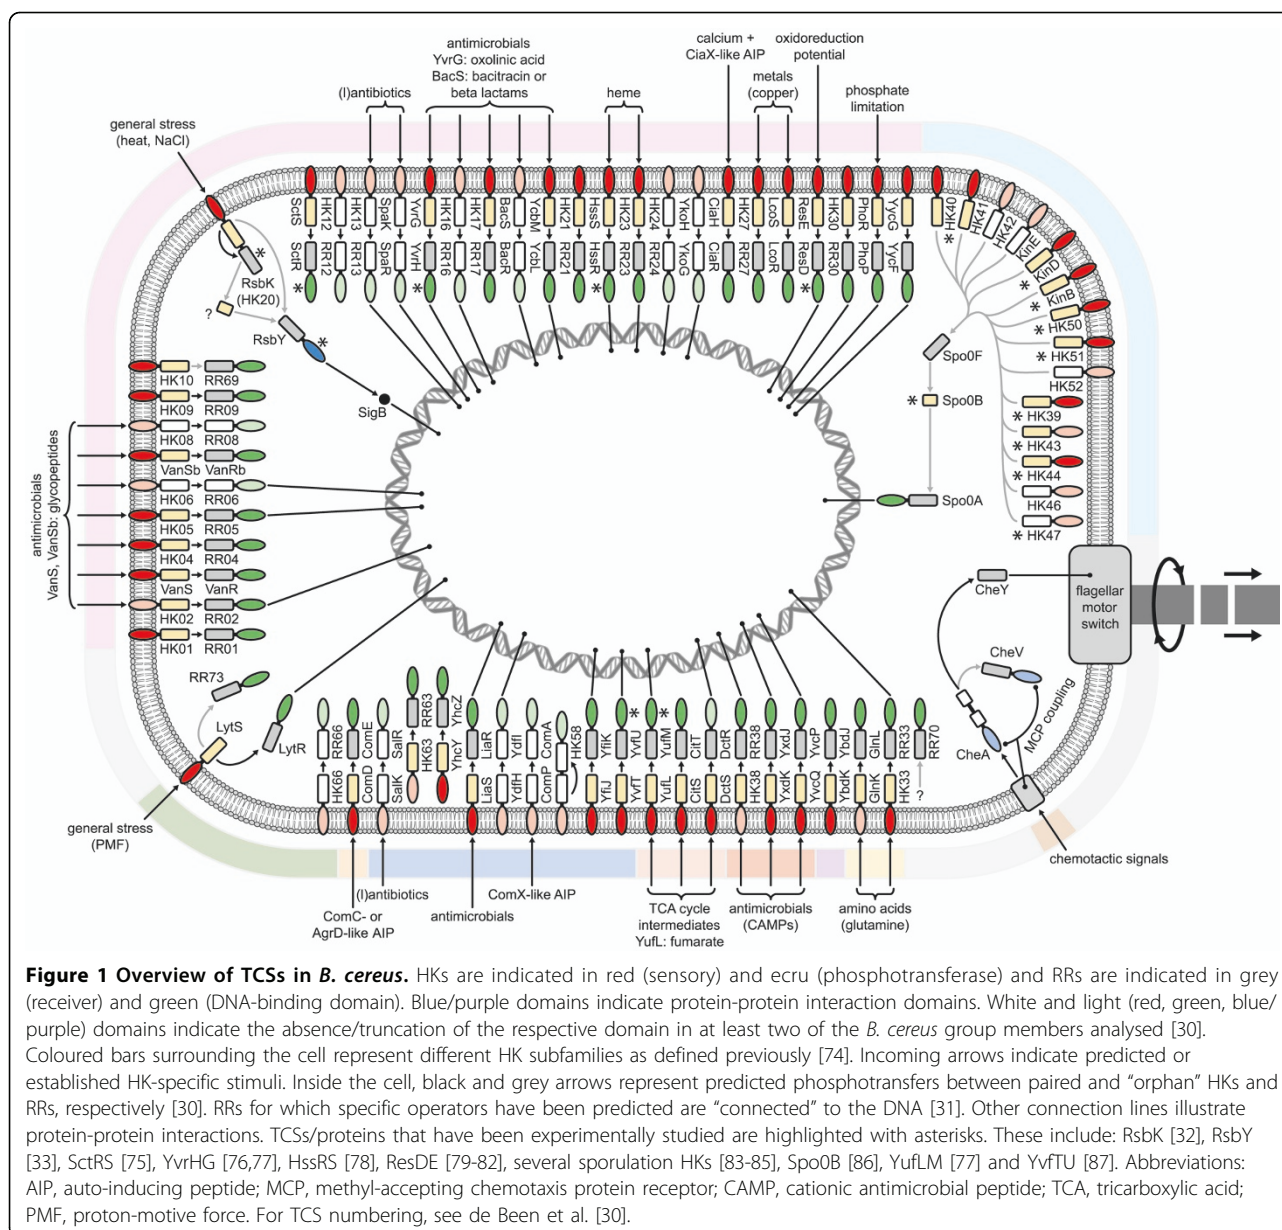 calcium +
CiaX-like AIP
oxidoreduction
potential
antimicrobials
YvrG: oxolinic acid
BacS: bacitracin or
beta lactams
metals
(copper)
(l)antibiotics
heme
phosphate
limitation
general stress
(heat, NaCl)
SctS
HK12
HK13
SpaK
YvrG
HK16
HK17
BacS
YcbM
HK21
HssS
HK23
HK24
YkoH
CiaH
HK27
LcoS
ResE
HK30
PhoR
YycG
HK40
*
HK41
HK42
KinE
KinD
*
KinB
*
HK50
*
HK51
*
HK52
SctR
RR12
RR13
SpaR
YvrH
RR16
RR17
BacR
YcbL
RR21
HssR
RR23
RR24
YkoG
CiaR
RR27
LcoR
ResD
RR30
PhoP
YycF
*
*
*
*
*
RsbK
(HK20)
?
RsbY
*
SigB
Spo0F
* Spo0B
Spo0A
* HK39
* HK43
* HK44
HK46
* HK47
HK10 RR69
HK09 RR09
HK08 RR08
VanSb VanRb
HK06 RR06
HK05 RR05
HK04 RR04
VanS VanR
HK02 RR02
HK01 RR01
antimicrobials
VanS, VanSb: glycopeptides
CheY
flagellar
motor
switch
CheV
CheA
MCP coupling
RR73
LytS
LytR
RR66
ComE
SalR
RR63
YhcZ
LiaR
YdfI
ComA
HK58
YfiK
YvfU
*
YufM
*
CitT
DctR
RR38
YxdJ
YvcP
YbdJ
GlnL
RR33
RR70
HK66
ComD
SalK
HK63
YhcY
LiaS
YdfH
ComP
YfiJ
YvfT
YufL
CitS
DctS
HK38
YxdK
YvcQ
YbdK
GlnK
HK33
?
general stress
(PMF)
chemotactic signals
(l)antibiotics
ComC- or
AgrD-like AIP
antimicrobials
ComX-like AIP
TCA cycle
intermediates
YufL: fumarate
antimicrobials
(CAMPs)
amino acids
(glutamine)
Figure 1 Overview of TCSs in B. cereus. HKs are indicated in red (sensory) and ecru (phosphotransferase) and RRs are indicated in grey
(receiver) and green (DNA-binding domain). Blue/purple domains indicate protein-protein interaction domains. White and light (red, green, blue/
purple) domains indicate the absence/truncation of the respective domain in at least two of the B. cereus group members analysed [30].
Coloured bars surrounding the cell represent different HK subfamilies as defined previously [74]. Incoming arrows indicate predicted or
established HK-specific stimuli. Inside the cell, black and grey arrows represent predicted phosphotransfers between paired and “orphan” HKs and
RRs, respectively [30]. RRs for which specific operators have been predicted are “connected” to the DNA [31]. Other connection lines illustrate
protein-protein interactions. TCSs/proteins that have been experimentally studied are highlighted with asterisks. These include: RsbK [32], RsbY
[33], SctRS [75], YvrHG [76,77], HssRS [78], ResDE [79-82], several sporulation HKs [83-85], Spo0B [86], YufLM [77] and YvfTU [87]. Abbreviations:
AIP, auto-inducing peptide; MCP, methyl-accepting chemotaxis protein receptor; CAMP, cationic antimicrobial peptide; TCA, tricarboxylic acid;
PMF, proton-motive force. For TCS numbering, see de Been et al. [30].